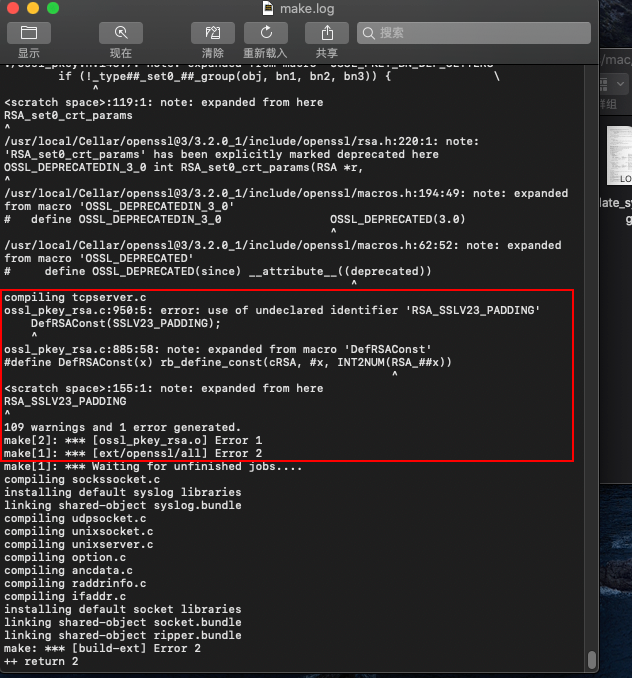 make.log
显示
现在
清除
重新载入
共享
搜索
if (!_type##_set0_##_group(obj, bn1, bn2, bn3)) { \
^
<scratch space>:119:1: note: expanded from here
RSA_set0_crt_params
^
/usr/local/Cellar/openssl@3/3.2.0_1/include/openssl/rsa.h:220:1: note:
'RSA_set0_crt_params' has been explicitly marked deprecated here
OSSL_DEPRECATEDIN_3_0 int RSA_set0_crt_params(RSA *r,
^
/usr/local/Cellar/openssl@3/3.2.0_1/include/openssl/macros.h:194:49: note: expanded
from macro 'OSSL_DEPRECATEDIN_3_0'
# define OSSL_DEPRECATEDIN_3_0 OSSL_DEPRECATED(3.0)
^
/usr/local/Cellar/openssl@3/3.2.0_1/include/openssl/macros.h:62:52: note: expanded
from macro 'OSSL_DEPRECATED'
# define OSSL_DEPRECATED(since) __attribute__((deprecated))
^
compiling tcpserver.c
ossl_pkey_rsa.c:950:5: error: use of undeclared identifier 'RSA_SSLV23_PADDING'
DefRSAConst(SSLV23_PADDING);
^
ossl_pkey_rsa.c:885:58: note: expanded from macro 'DefRSAConst'
#define DefRSAConst(x) rb_define_const(cRSA, #x, INT2NUM(RSA_##x))
^
<scratch space>:155:1: note: expanded from here
RSA_SSLV23_PADDING
^
109 warnings and 1 error generated.
make[2]: *** [ossl_pkey_rsa.o] Error 1
make[1]: *** [ext/openssl/all] Error 2
make[1]: *** Waiting for unfinished jobs....
compiling sockssocket.c
installing default syslog libraries
linking shared-object syslog.bundle
compiling udpsocket.c
compiling unixsocket.c
compiling unixserver.c
compiling option.c
compiling ancdata.c
compiling raddrinfo.c
compiling ifaddr.c
installing default socket libraries
linking shared-object socket.bundle
linking shared-object ripper.bundle
make: *** [build-ext] Error 2
++ return 2
/mac/
群组
LO
late_sy
g